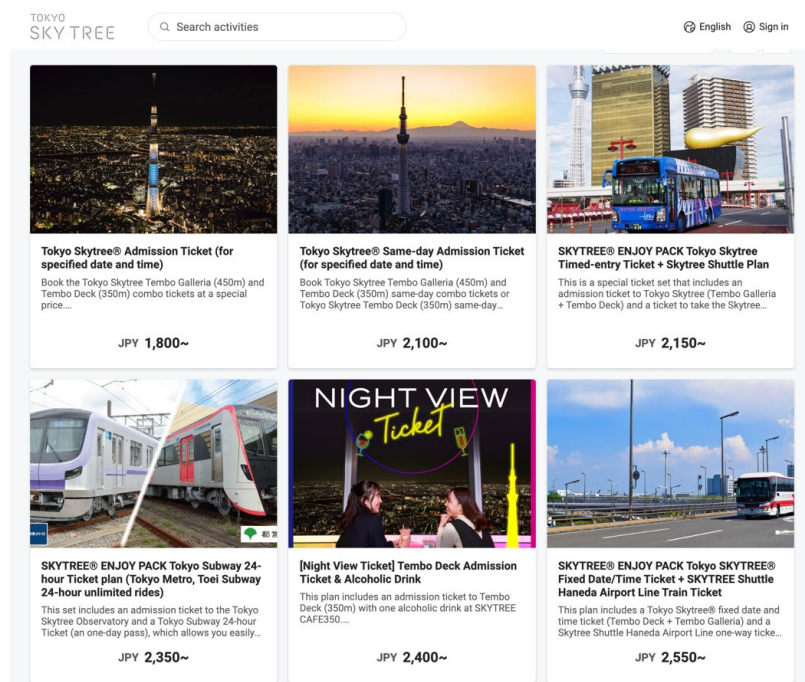 TOKYO
SKY TREE
Search activities
English
Sign in
Tokyo Skytree® Admission Ticket (for
specified date and time)
Book the Tokyo Skytree Tembo Galleria (450m) and
Tembo Deck (350m) combo tickets at a special
price....
JPY 1,800~
Tokyo Skytree® Same-day Admission Ticket
(for specified date and time)
Book Tokyo Skytree Tembo Galleria (450m) and
Tembo Deck (350m) same-day combo tickets or
Tokyo Skytree Tembo Deck (350m) same-day...
JPY 2,100~
SKYTREE® ENJOY PACK Tokyo Skytree
Timed-entry Ticket + Skytree Shuttle Plan
This is a special ticket set that includes an
admission ticket to Tokyo Skytree (Tembo Galleria
+ Tembo Deck) and a ticket to take the Skytree...
JPY 2,150~
SKYTREE® ENJOY PACK Tokyo Subway 24-
hour Ticket plan (Tokyo Metro, Toei Subway
24-hour unlimited rides)
This set includes an admission ticket to the Tokyo
Skytree Observatory and a Tokyo Subway 24-hour
Ticket (an one-day pass), which allows you easily...
JPY 2,350~
NIGHT VIEW
Ticket
[Night View Ticket] Tembo Deck Admission
Ticket & Alcoholic Drink
This plan includes an admission ticket to Tembo
Deck (350m) with one alcoholic drink at SKYTREE
CAFE350....
JPY 2,400~
SKYTREE® ENJOY PACK Tokyo SKYTREE®
Fixed Date/Time Ticket + SKYTREE Shuttle
Haneda Airport Line Train Ticket
This plan includes a Tokyo Skytree® fixed date and
time ticket (Tembo Deck + Tembo Galleria) and a
Skytree Shuttle Haneda Airport Line one-way ticke...
JPY 2,550~